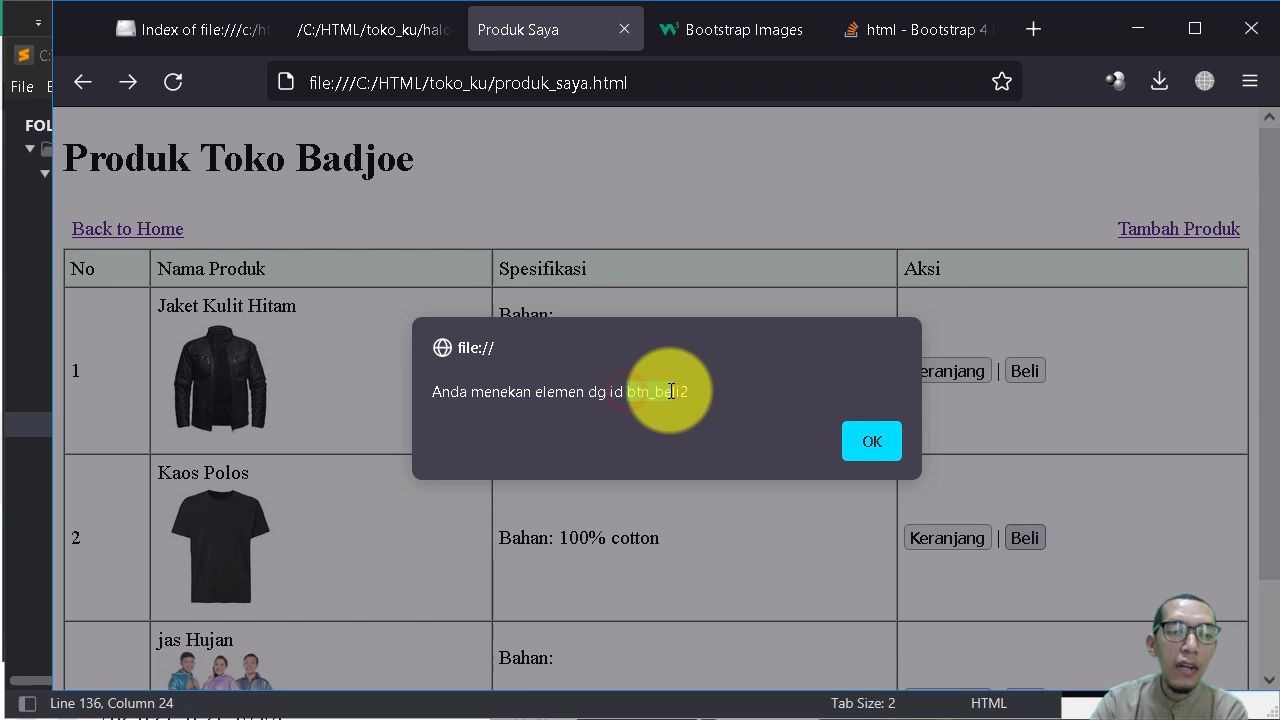 Index of file:///c:/ht
/C:/HTML/toko_ku/halo
Produk Saya
Bootstrap Images
html - Bootstrap 4
File
file:///C:/HTML/toko_ku/produk_saya.html
FOL
Produk Toko Badjoe
Back to Home
Tambah Produk
No
Nama Produk
Spesifikasi
Aksi
1
Jaket Kulit Hitam
Bahan:
Keranjang | Beli
file://
Anda menekan elemen dg id btn_beli2
OK
2
Kaos Polos
Bahan: 100% cotton
Keranjang | Beli
jas Hujan
Bahan:
Line 136, Column 24
Tab Size: 2
HTML